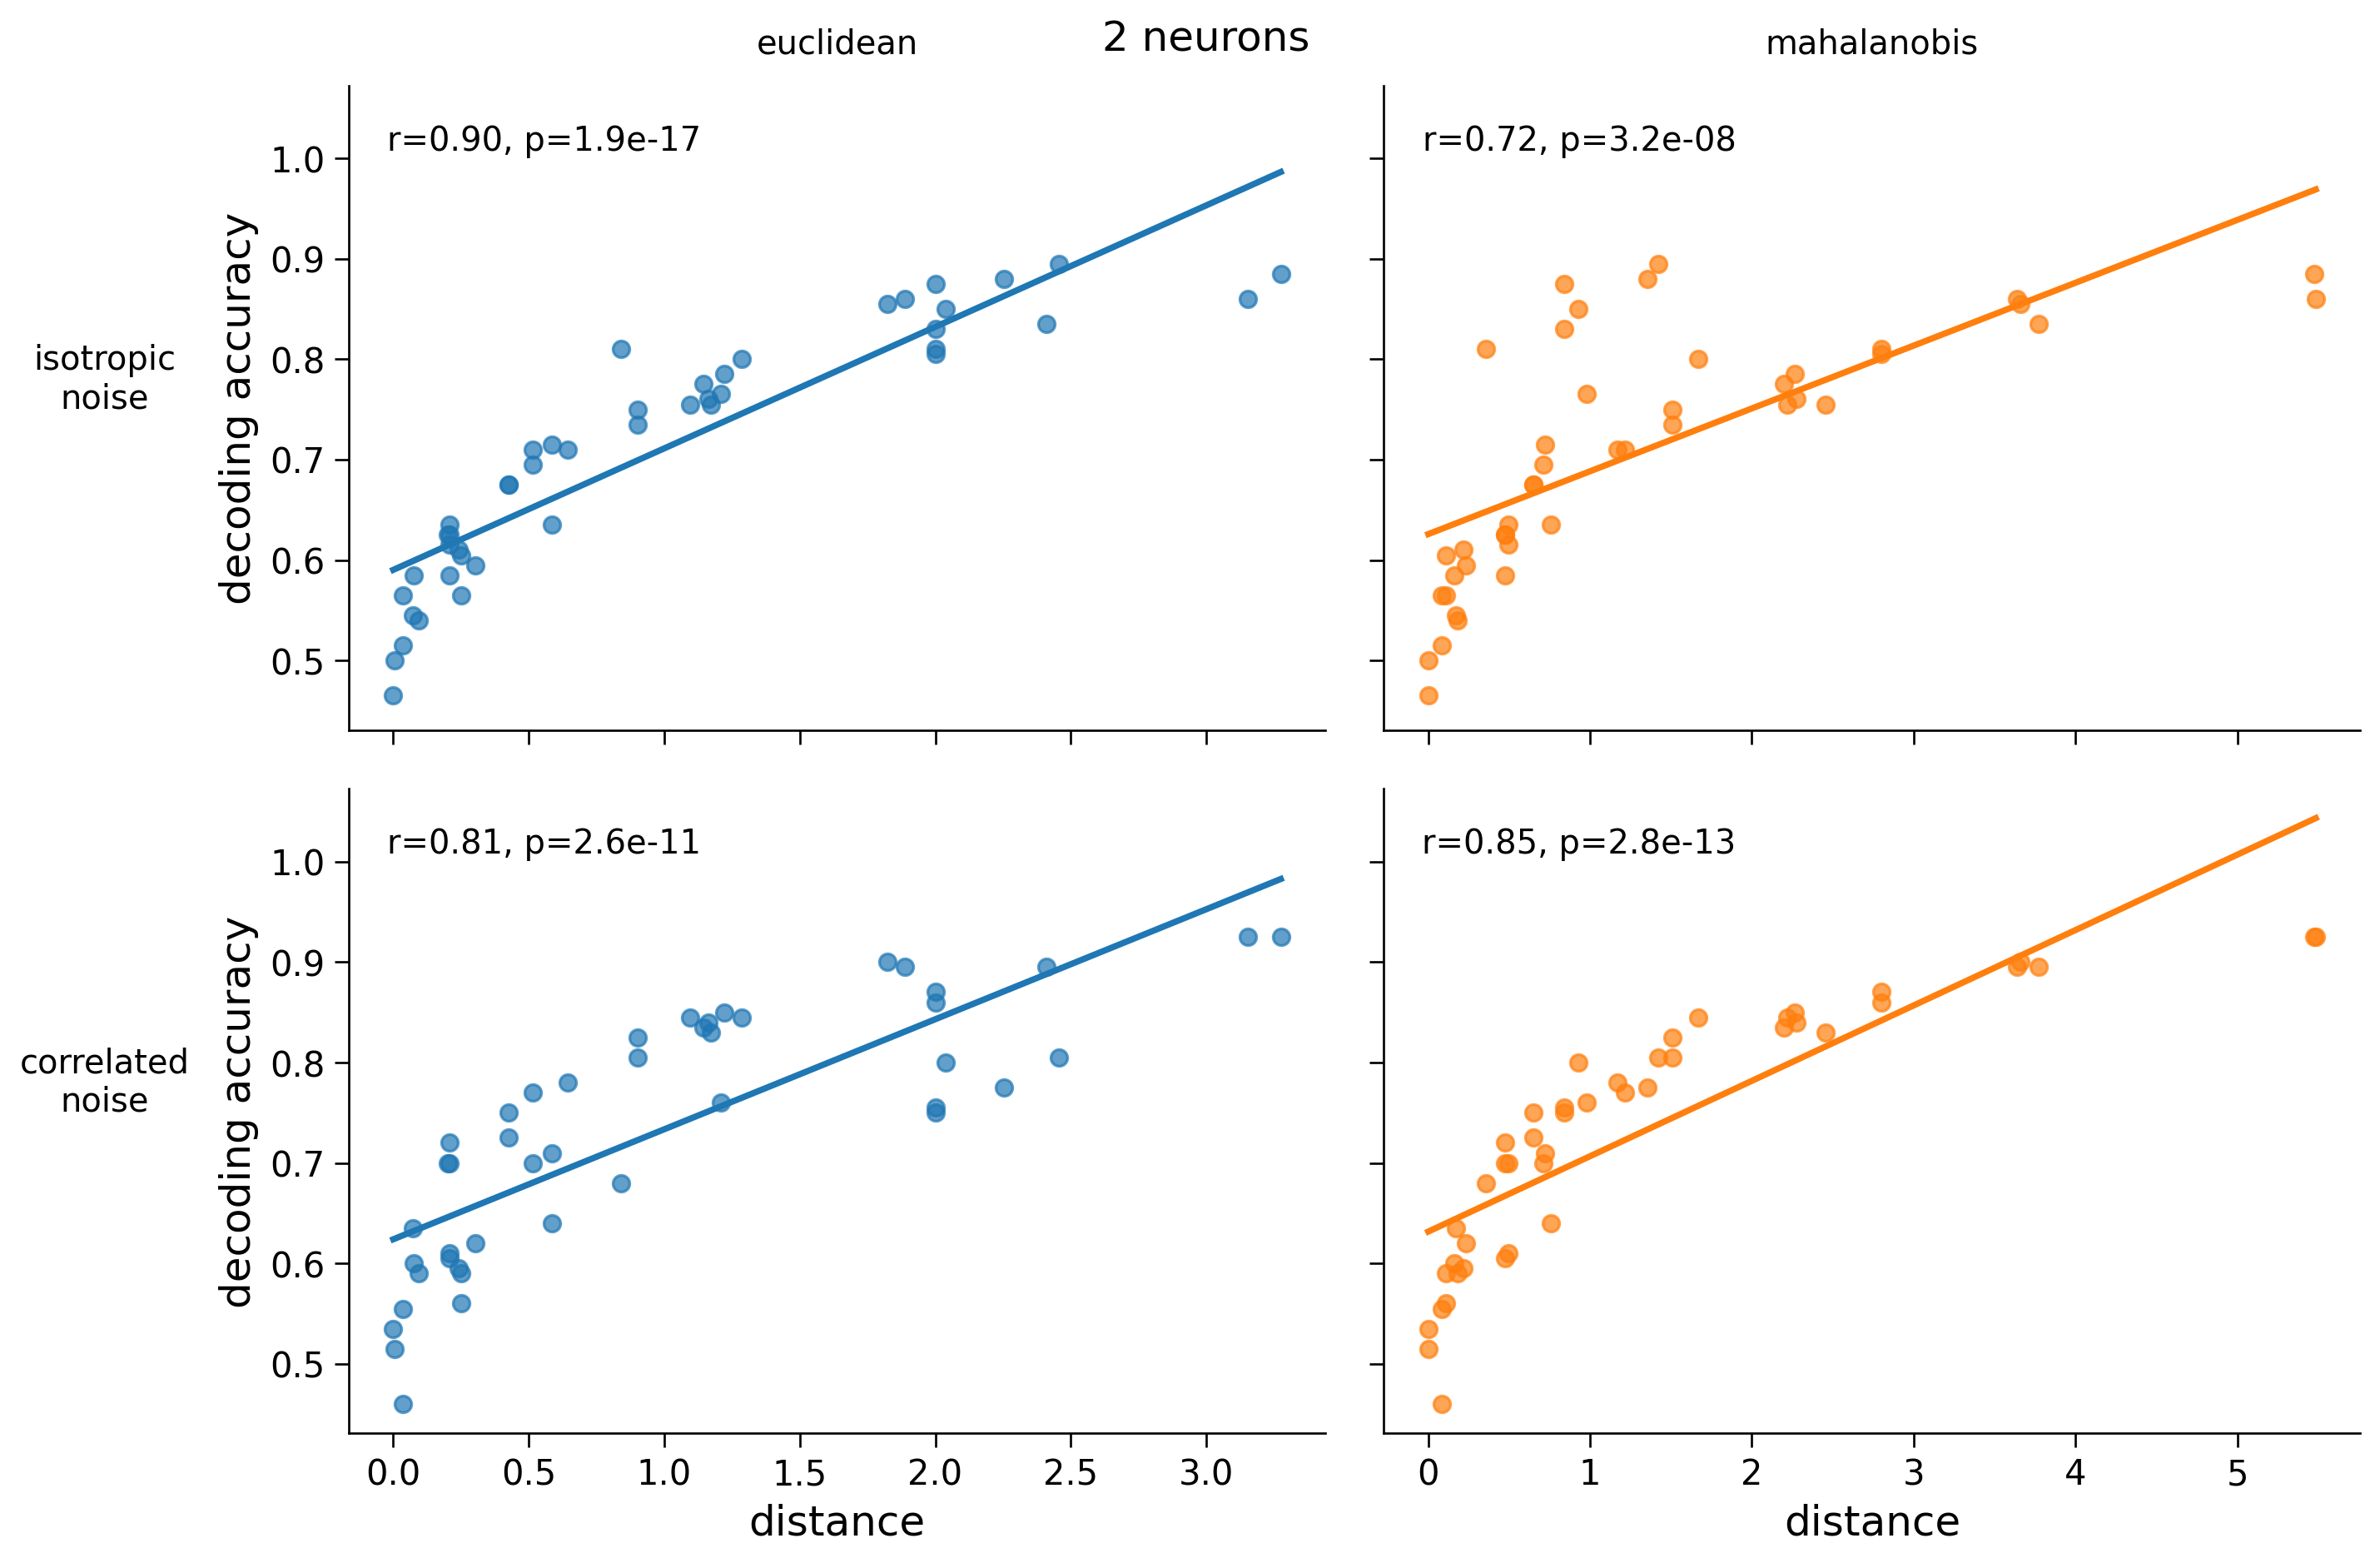 2 neurons
euclidean
mahalanobis
isotropic
noise
decoding accuracy
1.0
0.9
0.8
0.7
0.6
0.5
r=0.90, p=1.9e-17
r=0.72, p=3.2e-08
correlated
noise
decoding accuracy
1.0
0.9
0.8
0.7
0.6
0.5
r=0.81, p=2.6e-11
r=0.85, p=2.8e-13
0.0 0.5 1.0 1.5 2.0 2.5 3.0
distance
0 1 2 3 4 5
distance